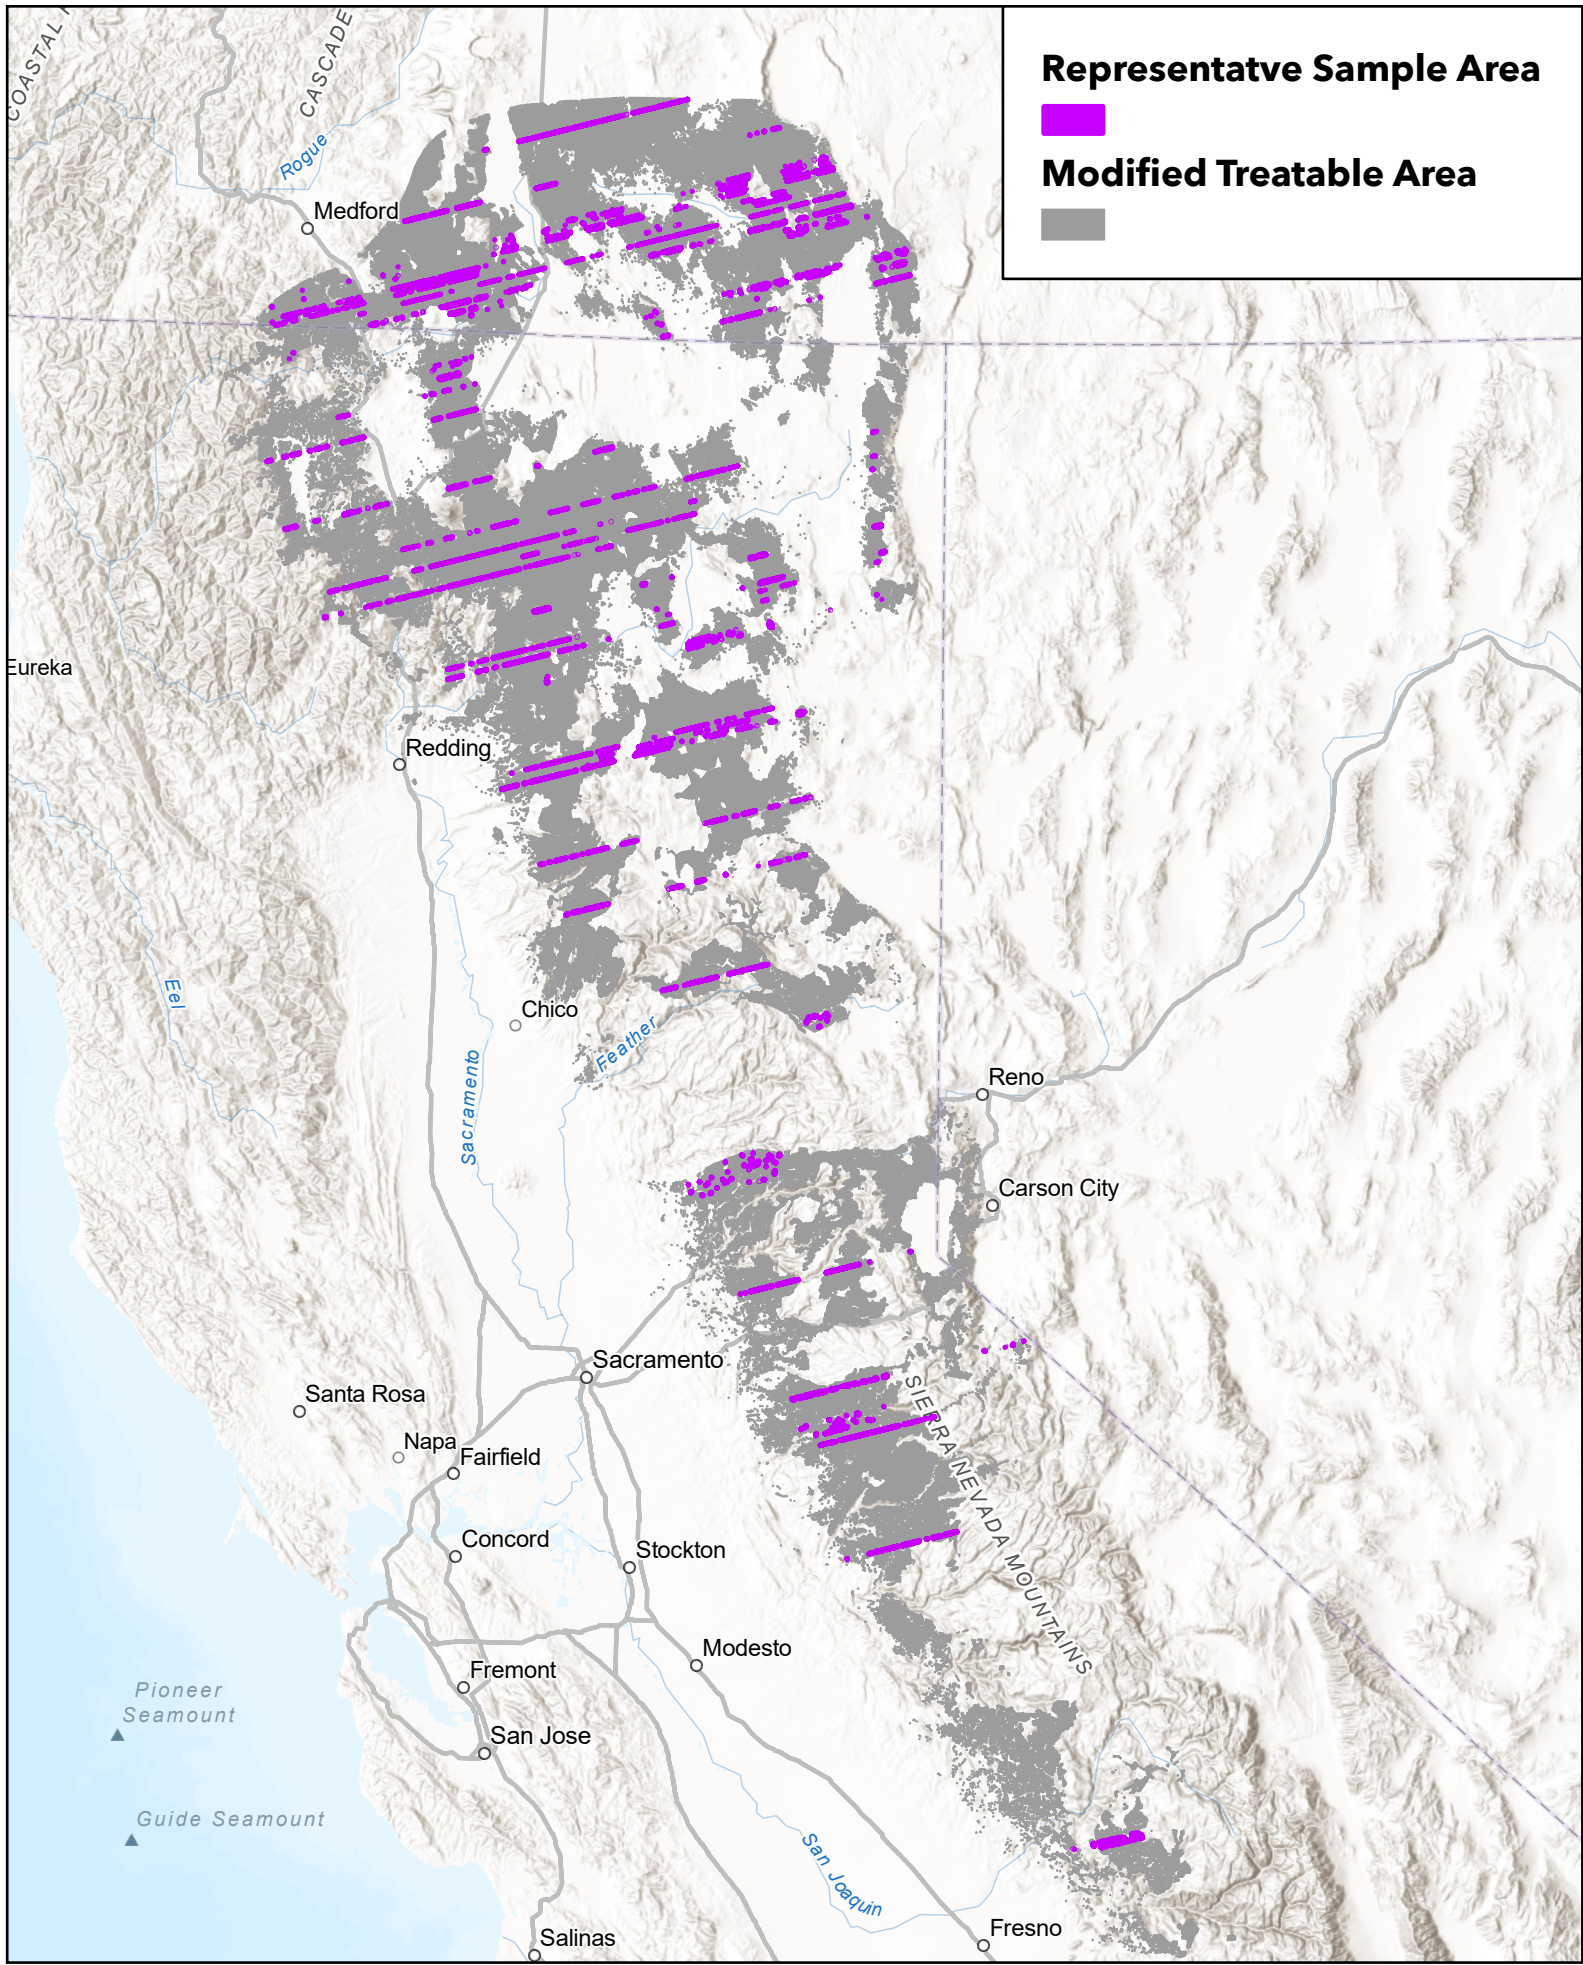 COASTAL
CASCADE
Representatve Sample Area
Modified Treatable Area
Rogue
Medford
Eureka
Redding
Eel
Chico
Feather
Sacramento
Reno
Carson City
Sacramento
Santa Rosa
Napa
Fairfield
SIERRA NEVADA MOUNTAINS
Concord
Stockton
Modesto
Fremont
Pioneer
Seamount
San Jose
Guide Seamount
San Joaquin
Fresno
Salinas